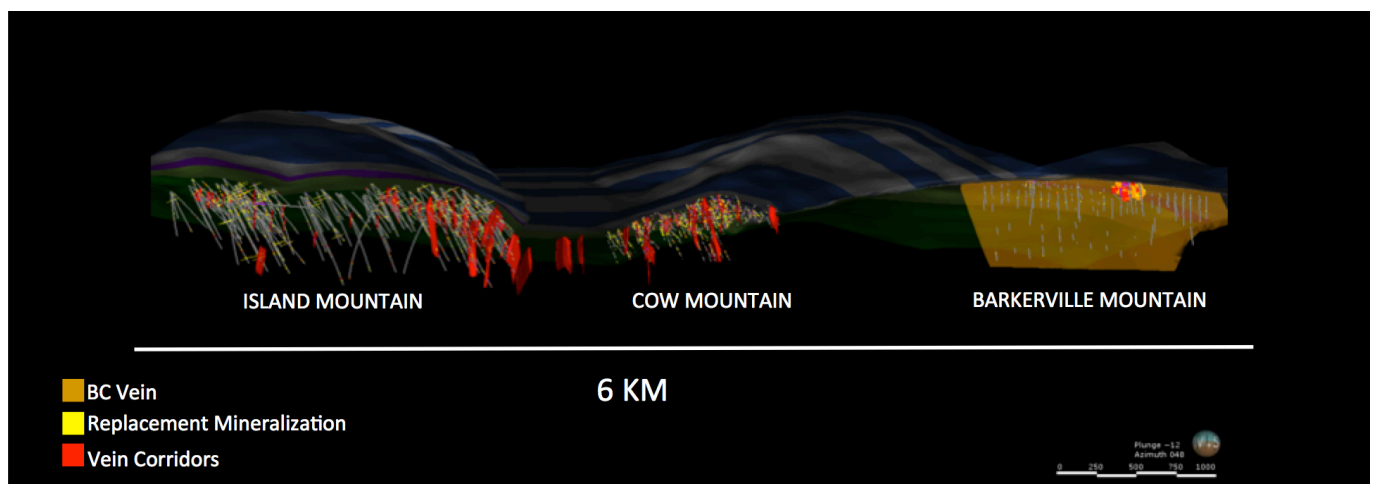 ISLAND MOUNTAIN COW MOUNTAIN BARKERVILLE MOUNTAIN
6 KM
BC Vein
Replacement Mineralization
Vein Corridors
Plunge -12
Azimuth 048
0 250 500 750 1000